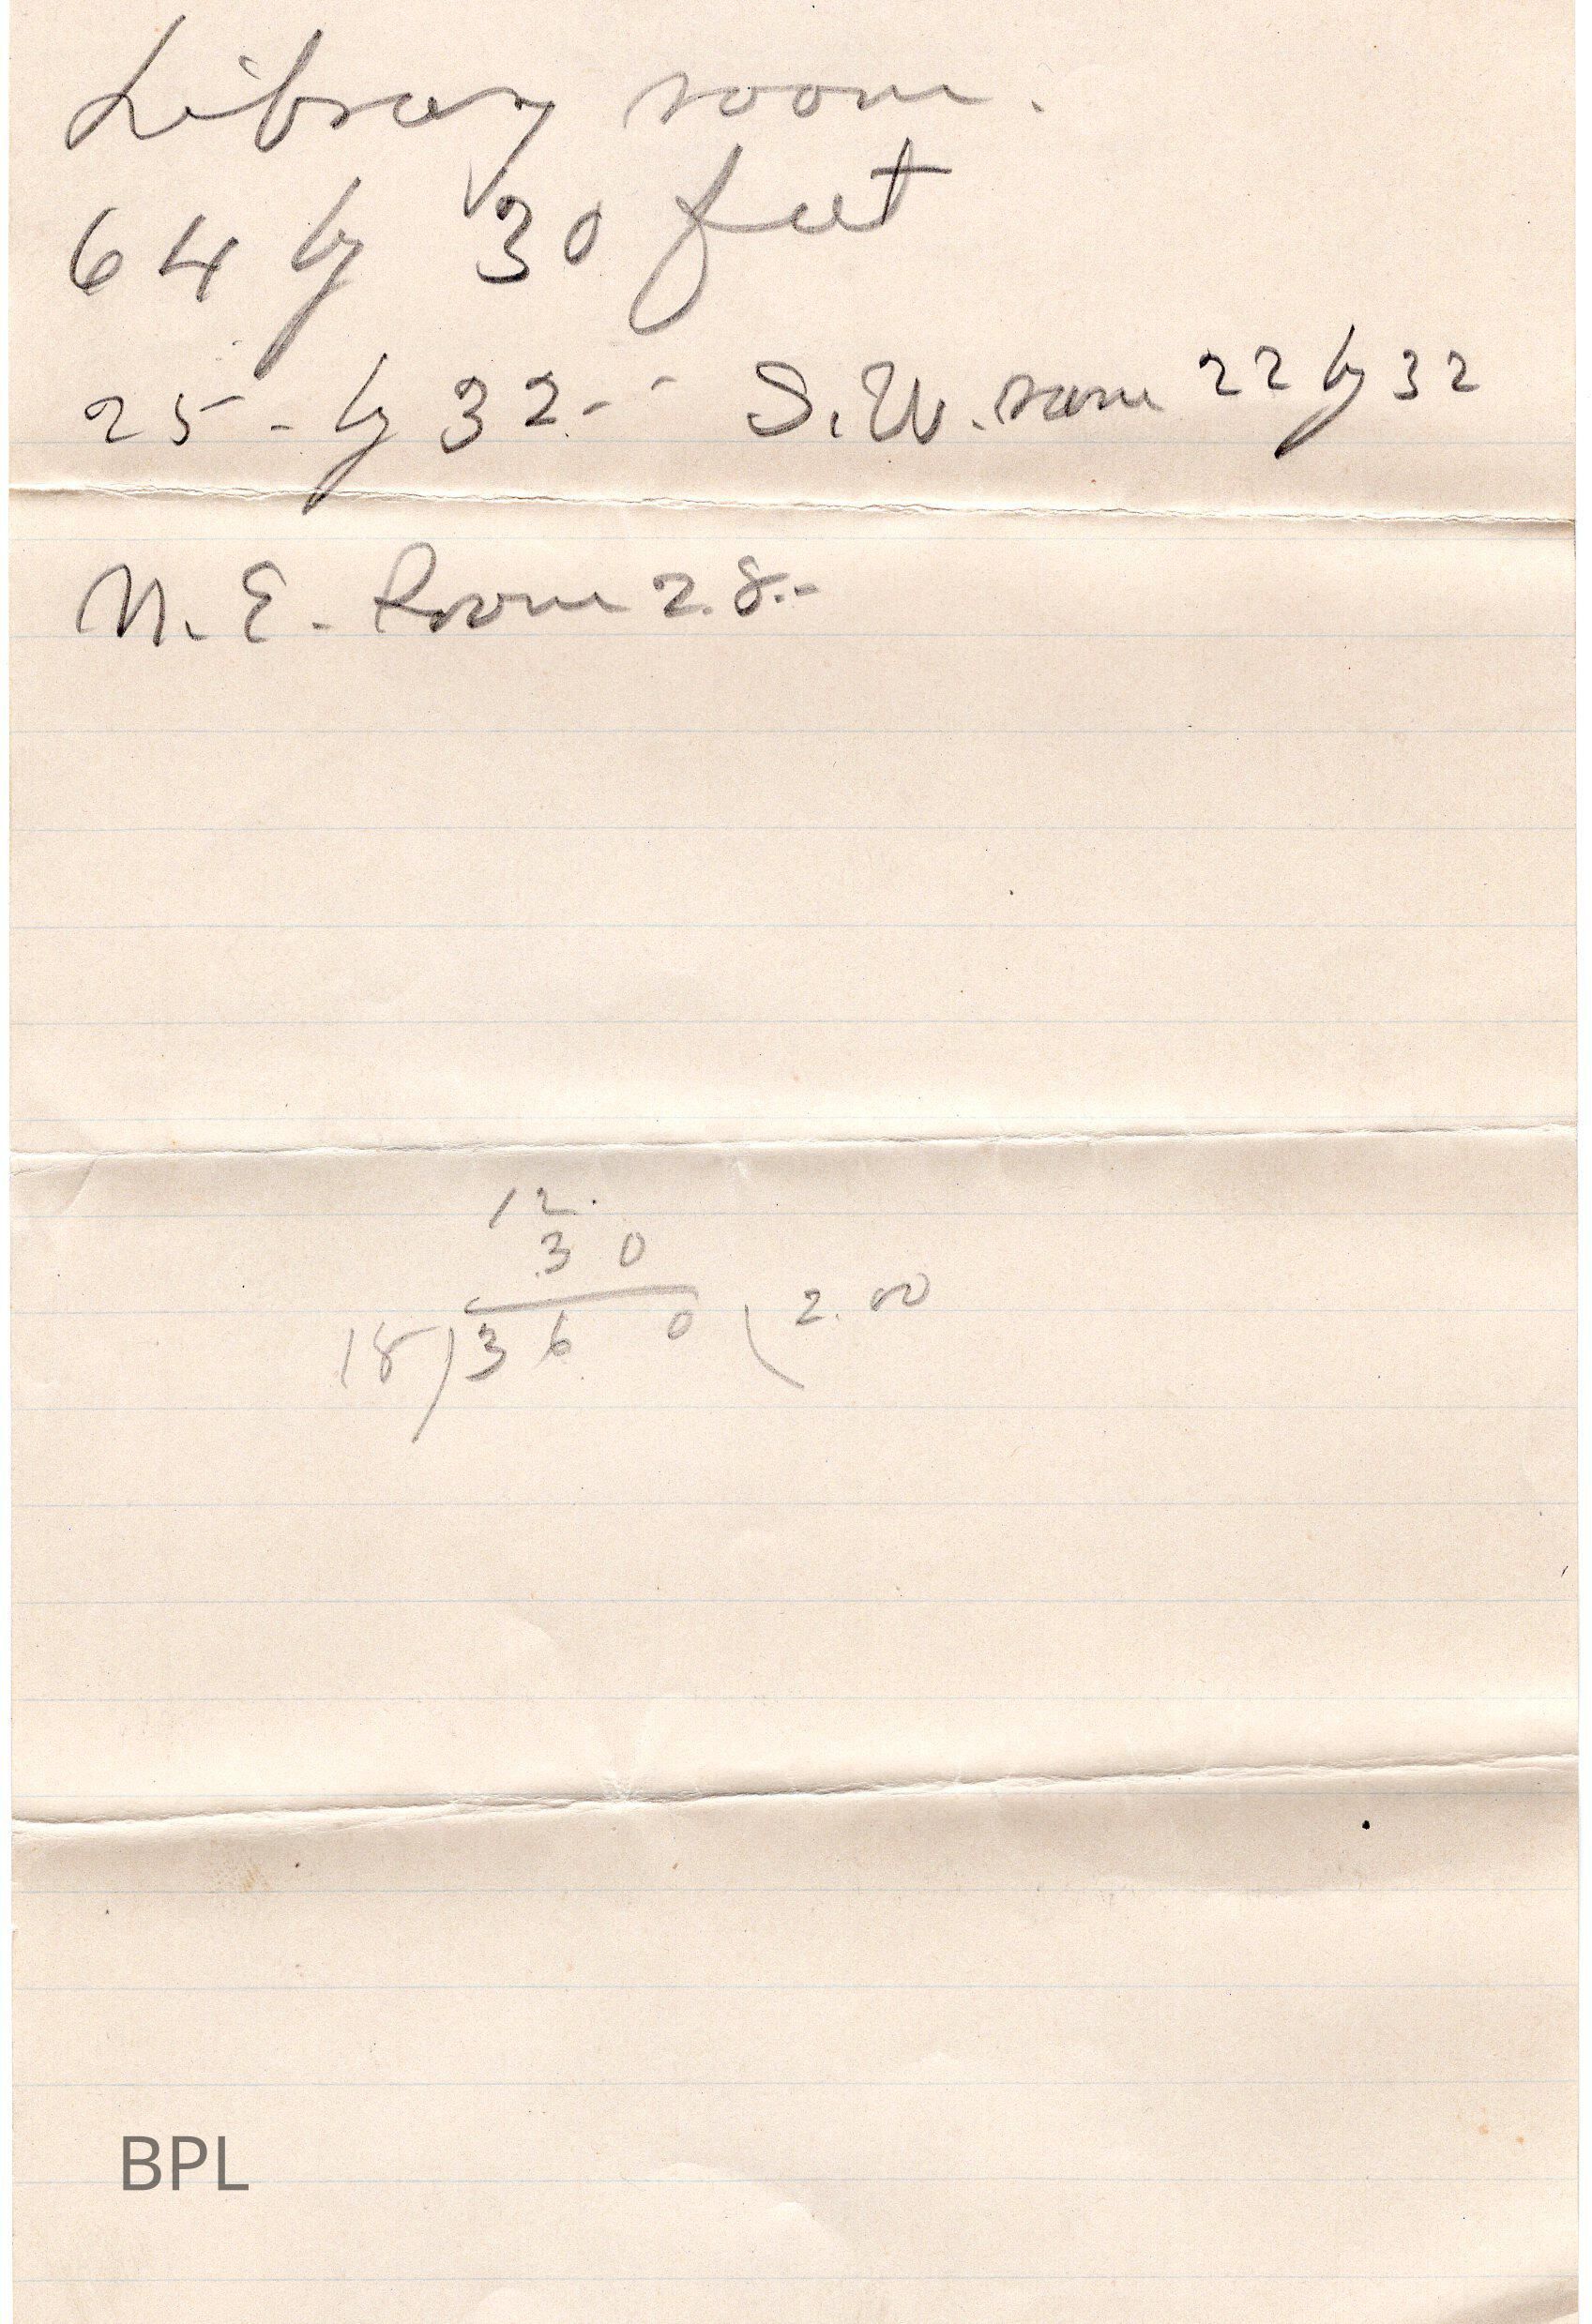 Library room.
64 by 30 feet
25 - by 32 - - S.W. room 22 by 32
N. E. Room 28.-
12.
30
18) 360 ( 2.00
BPL